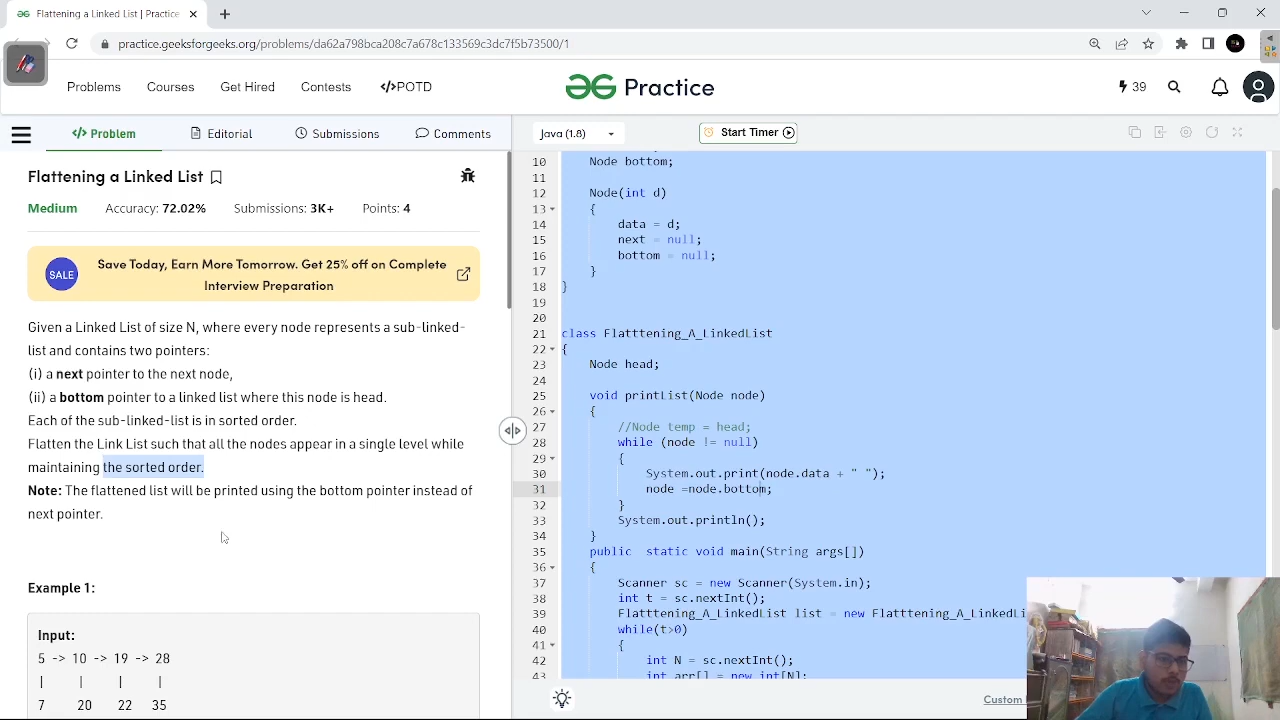 Flattening a Linked List | Practice
practice.geeksforgeeks.org/problems/da62a798bca208c7a678c133569c3dc7f5b73500/1
Problems Courses Get Hired Contests </>POTD
Practice
39
</> Problem Editorial Submissions Comments
Java (1.8) Start Timer
Flattening a Linked List
Medium Accuracy: 72.02% Submissions: 3K+ Points: 4
SALE
Save Today, Earn More Tomorrow. Get 25% off on Complete
Interview Preparation
Given a Linked List of size N, where every node represents a sub-linked-
list and contains two pointers:
(i) a next pointer to the next node,
(ii) a bottom pointer to a linked list where this node is head.
Each of the sub-linked-list is in sorted order.
Flatten the Link List such that all the nodes appear in a single level while
maintaining the sorted order.
Note: The flattened list will be printed using the bottom pointer instead of
next pointer.
Example 1:
Input:
5 -> 10 -> 19 -> 28
| | | |
7 20 22 35
10 Node bottom;
11
12 Node(int d)
13 {
14 data = d;
15 next = null;
16 bottom = null;
17 }
18 }
19
20
21 class Flatttening_A_LinkedList
22 {
23 Node head;
24
25 void printList(Node node)
26 {
27 //Node temp = head;
28 while (node != null)
29 {
30 System.out.print(node.data + " ");
31 node =node.bottom;
32 }
33 System.out.println();
34 }
35 public static void main(String args[])
36 {
37 Scanner sc = new Scanner(System.in);
38 int t = sc.nextInt();
39 Flatttening_A_LinkedList list = new Flatttening_A_LinkedLi
40 while(t>0)
41 {
42 int N = sc.nextInt();
43 int arr[] = new int[N];
Custom